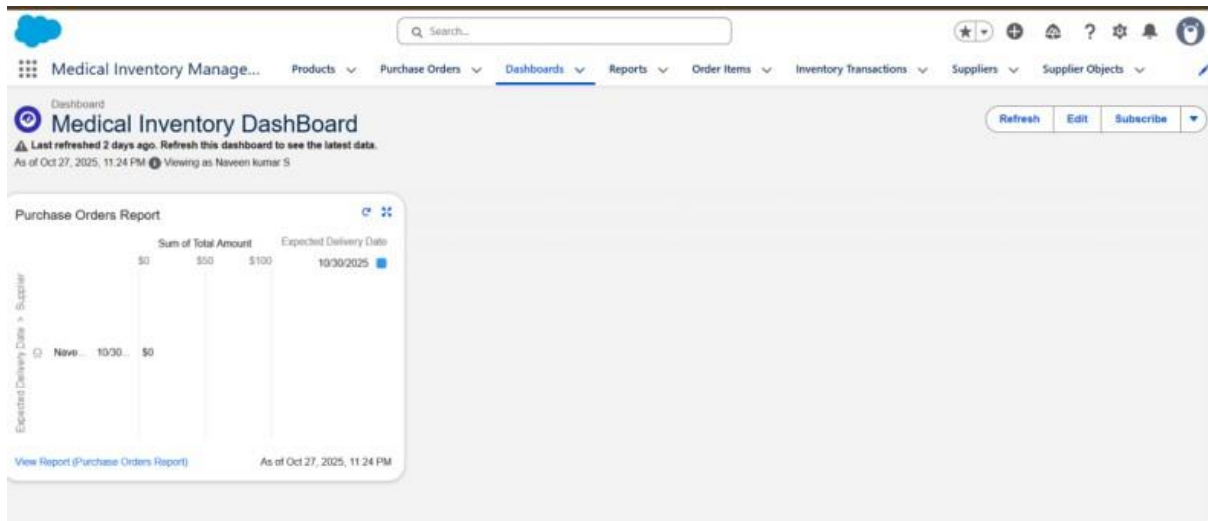 Search...
Medical Inventory Manage... Products Purchase Orders Dashboards Reports Order Items Inventory Transactions Suppliers Supplier Objects
Dashboard
Medical Inventory DashBoard
Refresh Edit Subscribe
Last refreshed 2 days ago. Refresh this dashboard to see the latest data.
As of Oct 27, 2025, 11:24 PM Viewing as Naveen kumar S
Purchase Orders Report
Sum of Total Amount Expected Delivery Date
$0 $50 $100 10/30/2025
Expected Delivery Date > Supplier
Nave... 10/30... $0
View Report (Purchase Orders Report) As of Oct 27, 2025, 11:24 PM